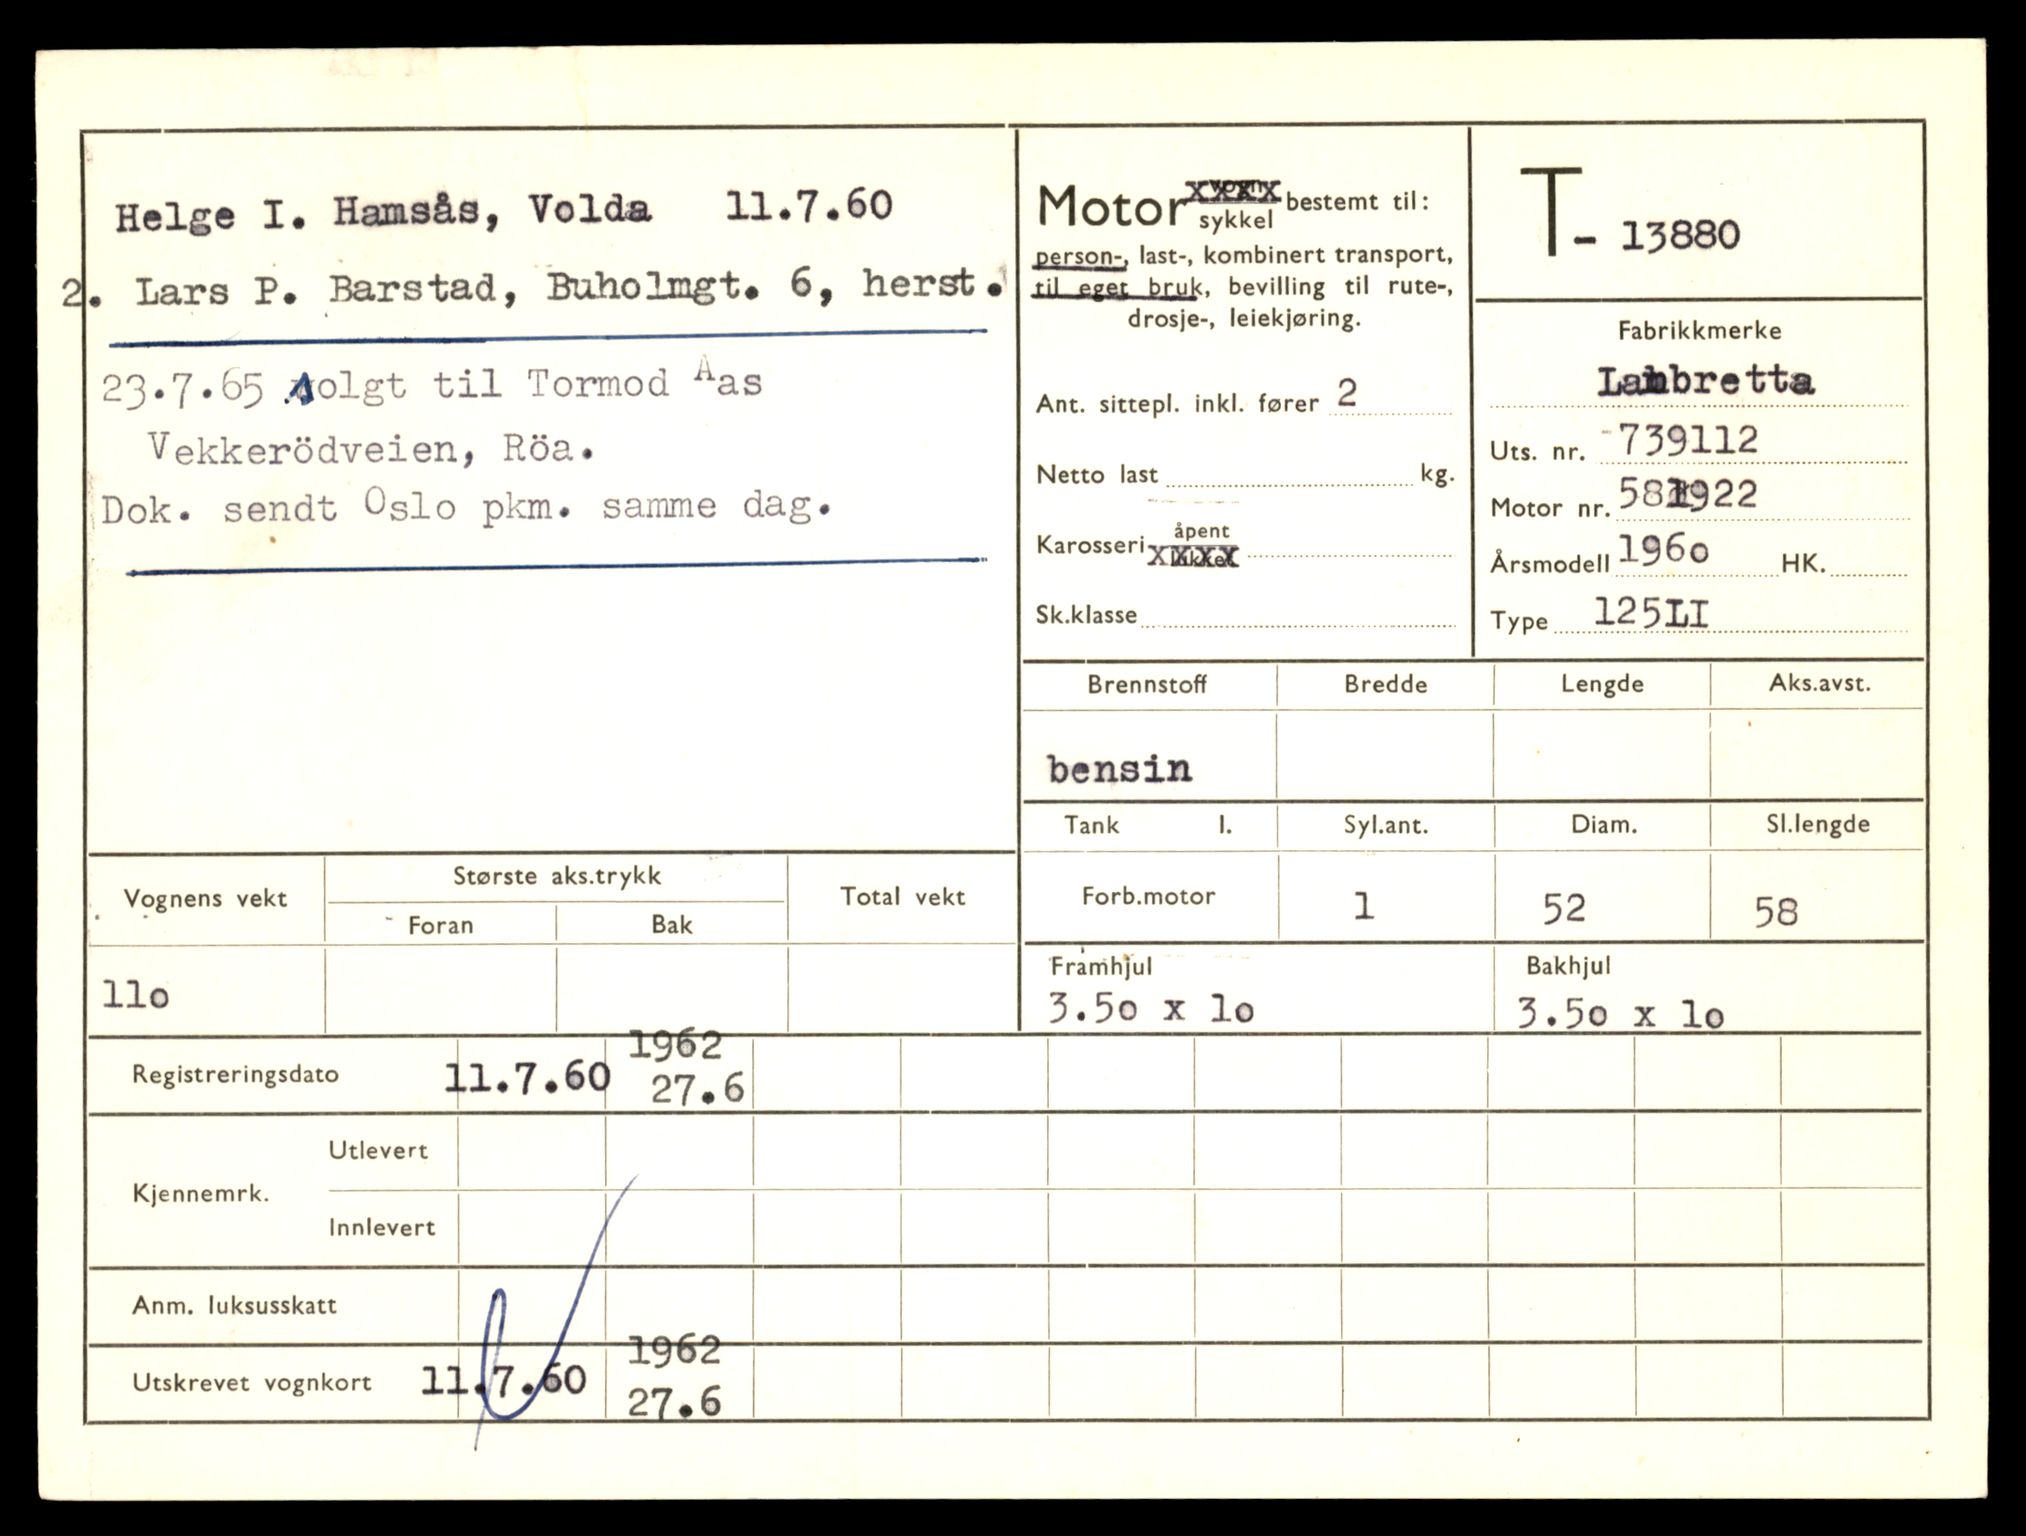 Helge I. Hamsås, Volda 11.7.60
2. Lars P. Barstad, Buholmgt. 6, herst.
23.7.65 solgt til Tormod Aas
Vekkerödveien, Röa.
Dok. sendt Oslo pkm. samme dag.
Motor vogn sykkel bestemt til:
person-, last-, kombinert transport,
til eget bruk, bevilling til rute-,
drosje-, leiekjøring.
Ant. sittepl. inkl. fører 2
Netto last kg.
Karosseri åpent lukket
Sk.klasse
T- 13880
Fabrikkmerke
Lambretta
Uts. nr. 739112
Motor nr.
Årsmodell 1960 HK.
Type 125LI
Brennstoff Bredde Lengde Aks.avst.
bensin
Tank l. Syl.ant. Diam. Sl.lengde
Forb.motor 1 52 58
Framhjul Bakhjul
3.50 x 10 3.50 x 10
Vognens vekt Største aks.trykk Total vekt
Foran Bak
110
Registreringsdato 11.7.60 1962 27.6
Kjennemrk. Utlevert
Innlevert
Anm. luksusskatt
Utskrevet vognkort 11.7.60 1962 27.6